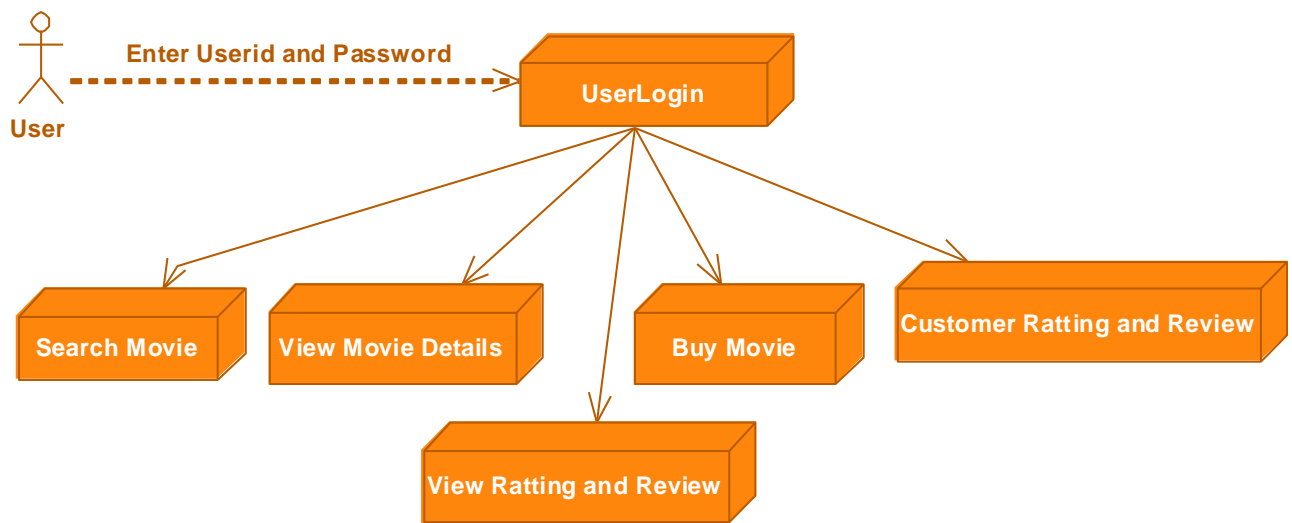 Enter Userid and Password
UserLogin
User
Search Movie
View Movie Details
Buy Movie
Customer Ratting and Review
View Ratting and Review